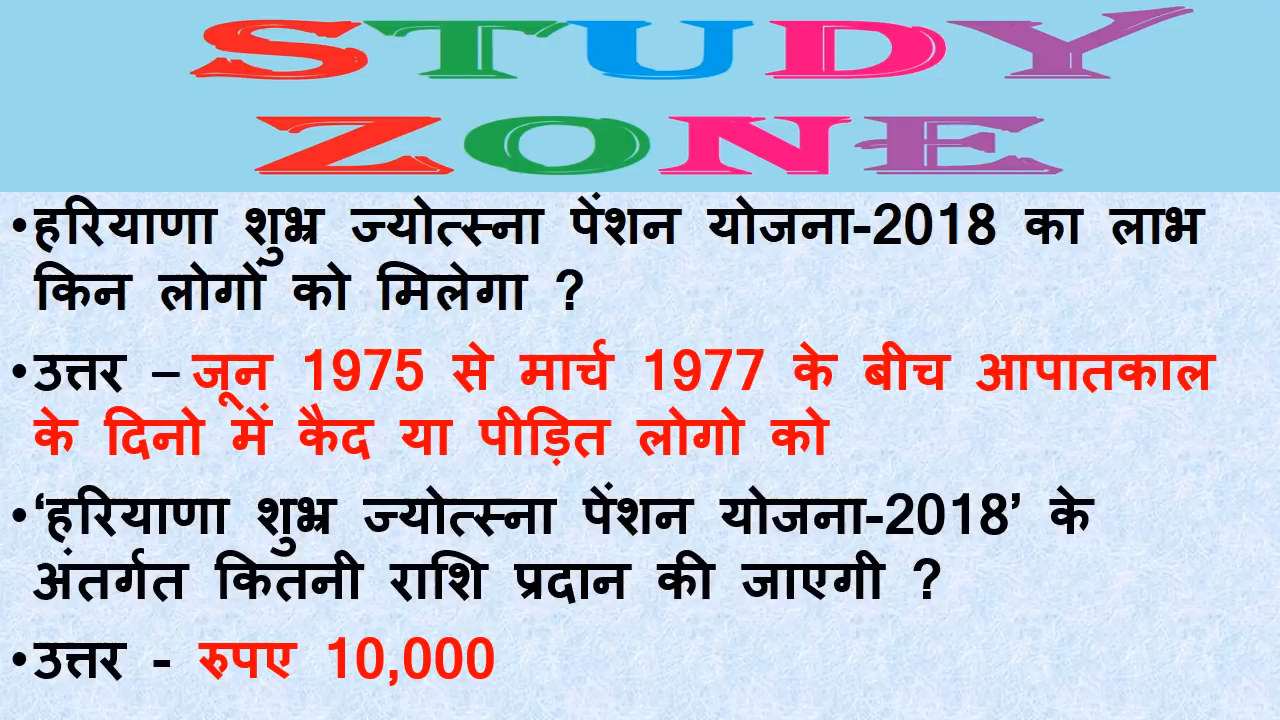 STUDY
ZONE
•हरियाणा शुभ्र ज्योत्स्ना पेंशन योजना-2018 का लाभ
किन लोगो को मिलेगा ?
•उत्तर – जून 1975 से मार्च 1977 के बीच आपातकाल
के दिनो में कैद या पीड़ित लोगो को
•‘हरियाणा शुभ्र ज्योत्स्ना पेंशन योजना-2018’ के
अंतर्गत कितनी राशि प्रदान की जाएगी ?
•उत्तर - रुपए 10,000